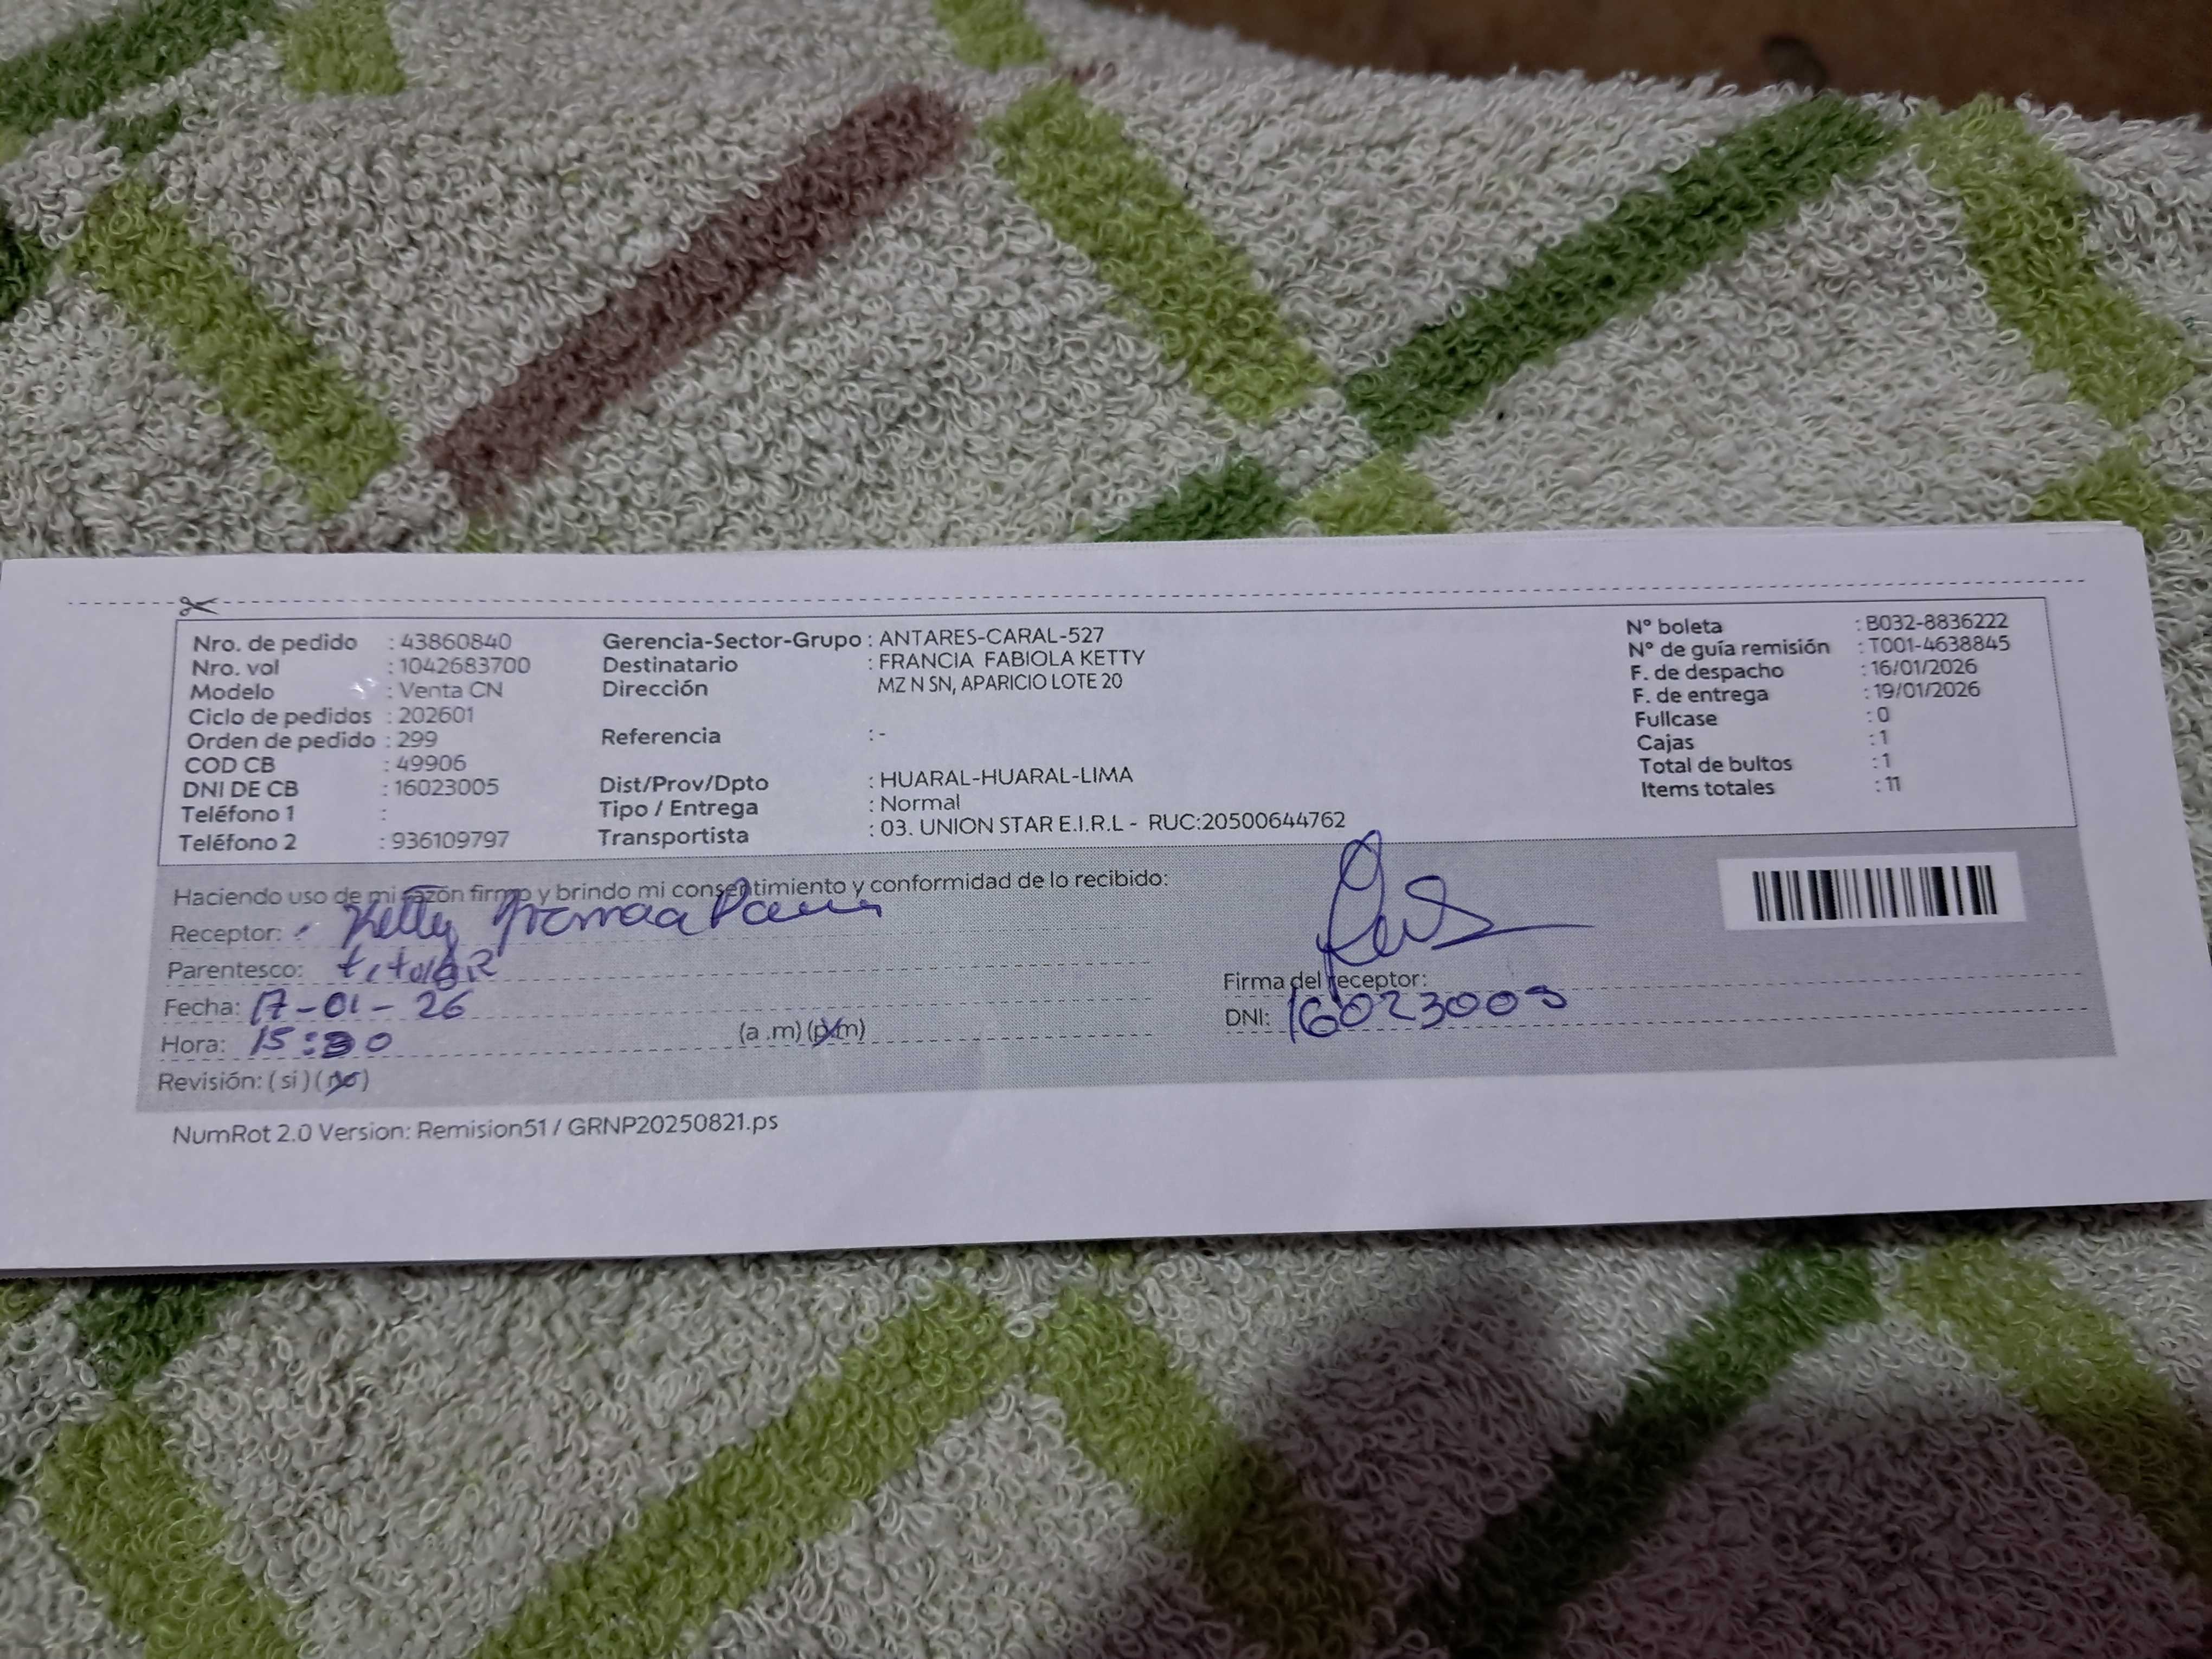 Nro. de pedido : 43860840
Nro. vol : 1042683700
Modelo : Venta CN
Ciclo de pedidos : 202601
Orden de pedido : 299
COD CB : 49906
DNI DE CB : 16023005
Teléfono 1 :
Teléfono 2 : 936109797
Gerencia-Sector-Grupo : ANTARES-CARAL-527
Destinatario : FRANCIA FABIOLA KETTY
Dirección MZ N SN, APARICIO LOTE 20
Referencia : -
Dist/Prov/Dpto : HUARAL-HUARAL-LIMA
Tipo / Entrega : Normal
Transportista : 03. UNION STAR E.I.R.L - RUC:20500644762
N° boleta : B032-8836222
N° de guía remisión : T001-4638845
F. de despacho : 16/01/2026
F. de entrega : 19/01/2026
Fullcase : 0
Cajas : 1
Total de bultos : 1
Items totales : 11
Haciendo uso de mi razón firmo y brindo mi consentimiento y conformidad de lo recibido:
Receptor: Ketty
Parentesco: titular
Fecha: 17-01-26
Hora: 15:30 (a .m) (p.m)
Revisión: (si) (no)
Firma del receptor:
DNI: 16023005
NumRot 2.0 Version: Remision51 / GRNP20250821.ps